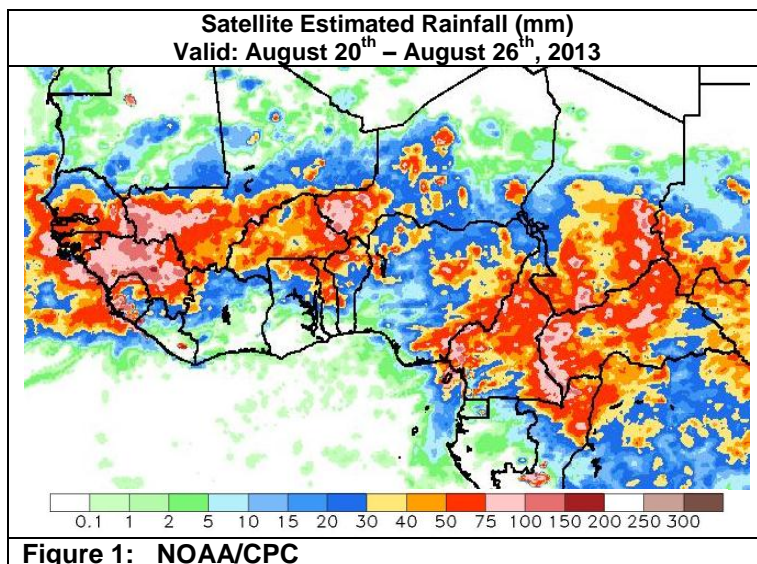 Satellite Estimated Rainfall (mm)
Valid: August 20th – August 26th, 2013
0.1 1 2 5 10 15 20 30 40 50 75 100 150 200 250 300
Figure 1: NOAA/CPC